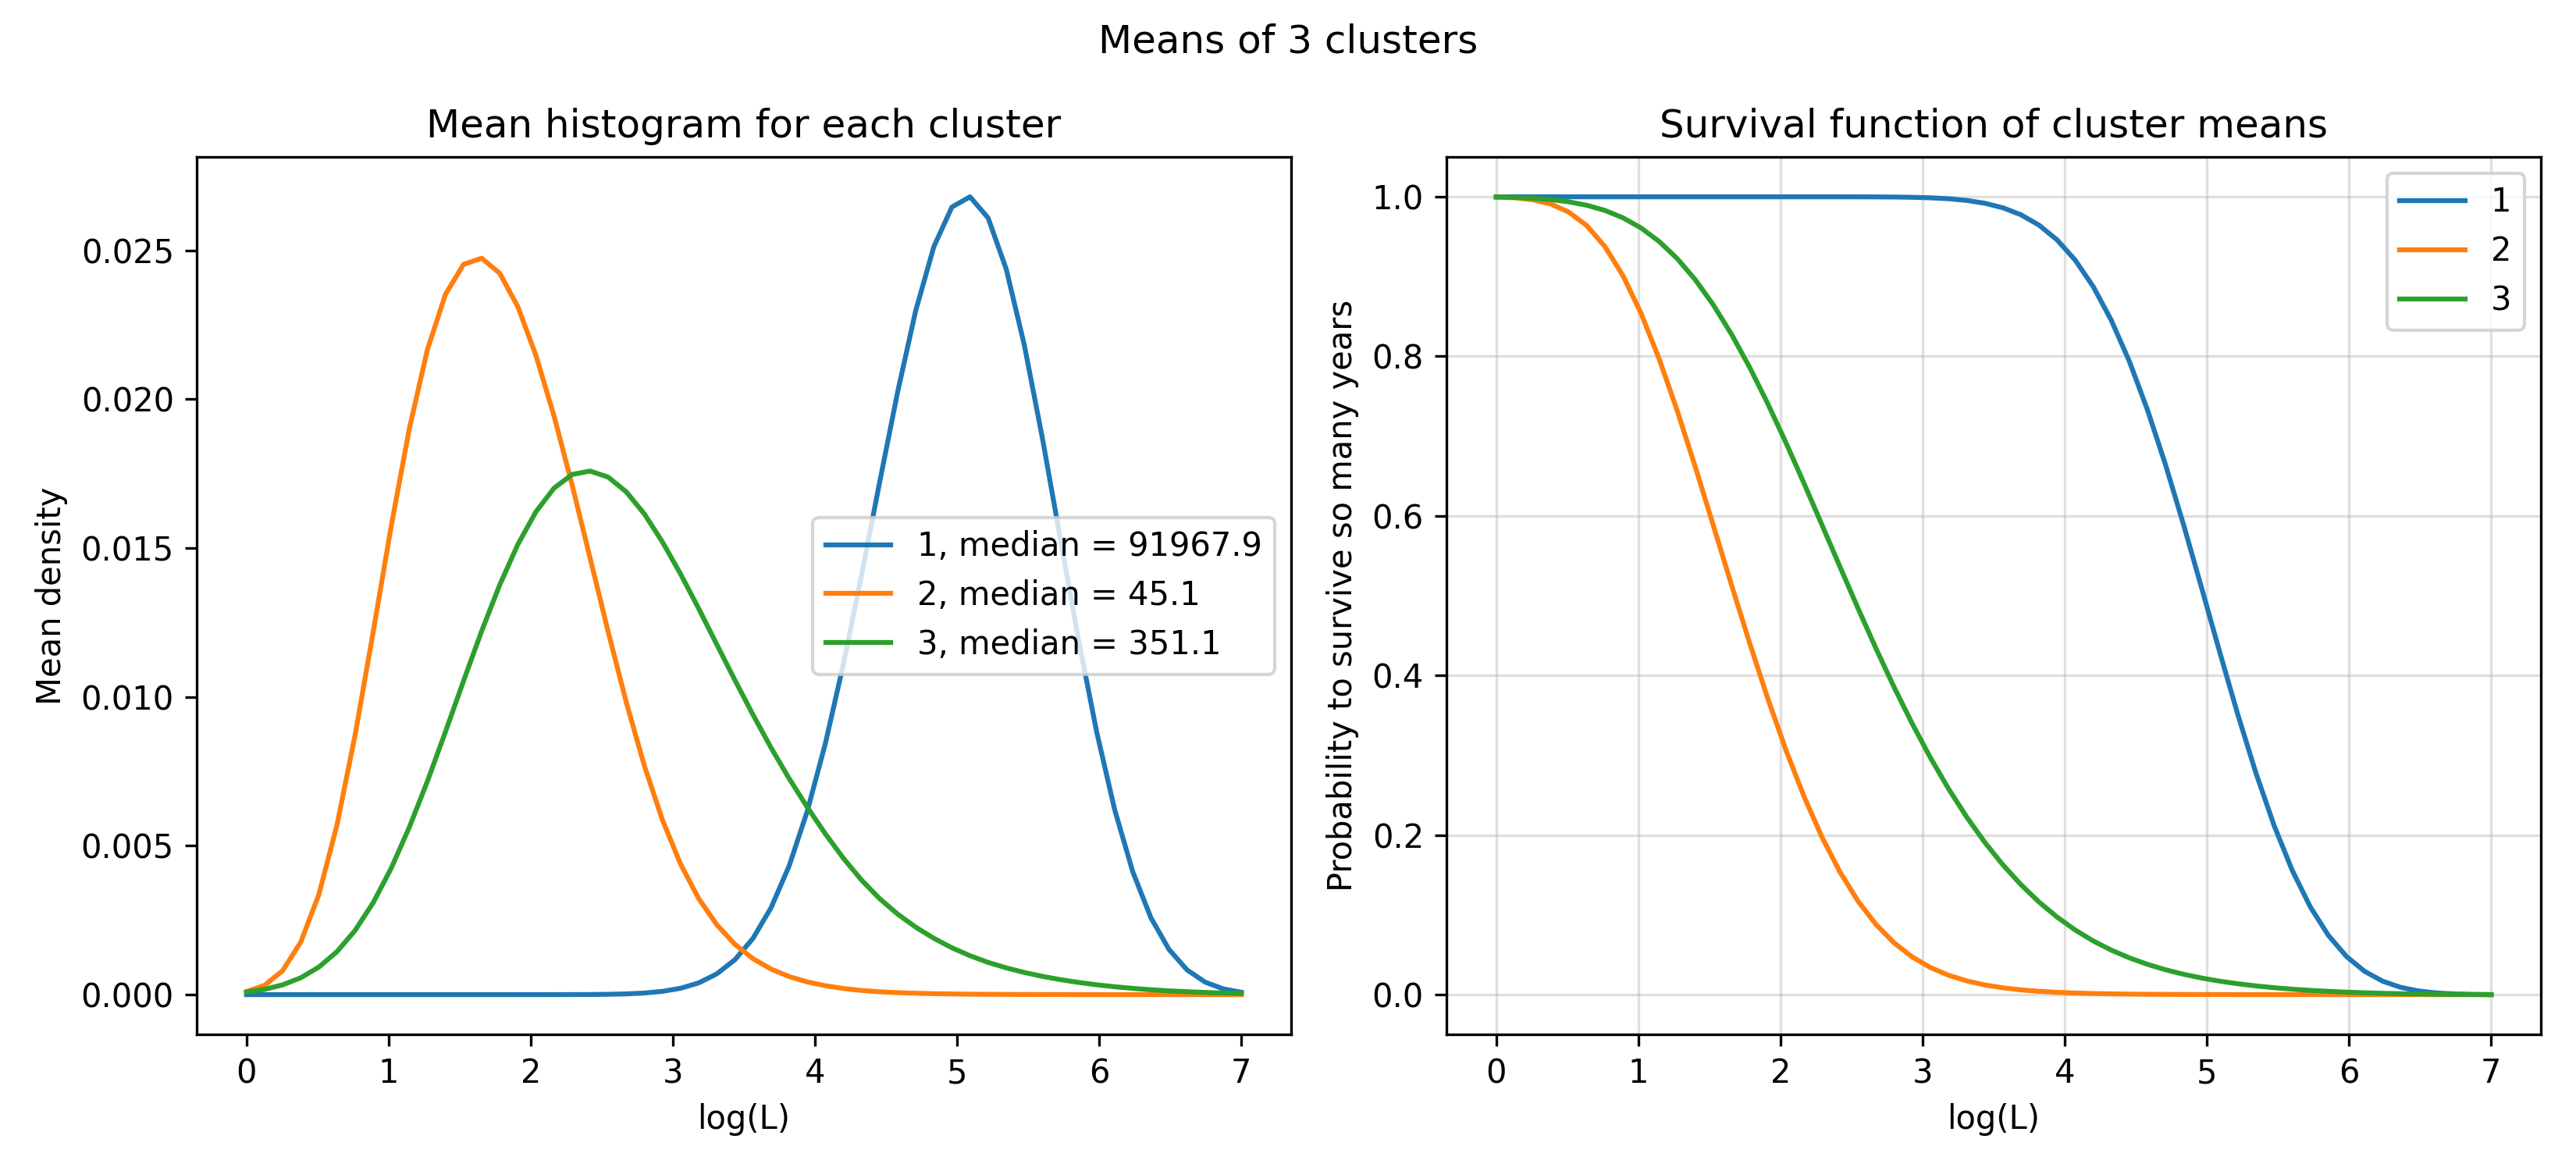 Means of 3 clusters
Mean histogram for each cluster
Mean density
0.025
0.020
0.015
0.010
0.005
0.000
1, median = 91967.9
2, median = 45.1
3, median = 351.1
0 1 2 3 4 5 6 7
log(L)
Survival function of cluster means
Probability to survive so many years
1.0
0.8
0.6
0.4
0.2
0.0
1
2
3
0 1 2 3 4 5 6 7
log(L)